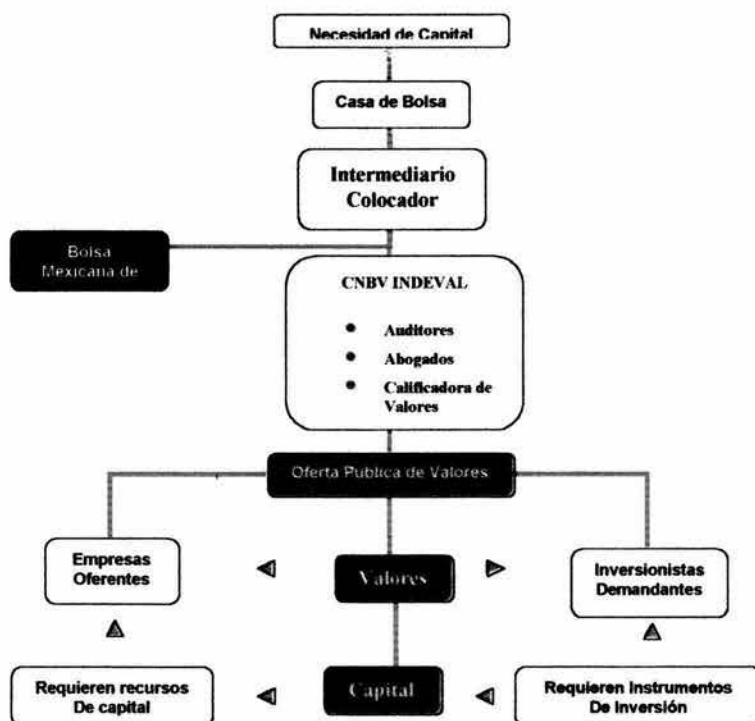 Necesidad de Capital
Casa de Bolsa
Intermediario
Colocador
Bolsa
Mexicana de
CNBV INDEVAL
• Auditores
• Abogados
• Calificadora de
Valores
Oferta Pública de Valores
Empresas
Oferentes
Valores
Inversionistas
Demandantes
Requieren recursos
De capital
Capital
Requieren Instrumentos
De Inversión